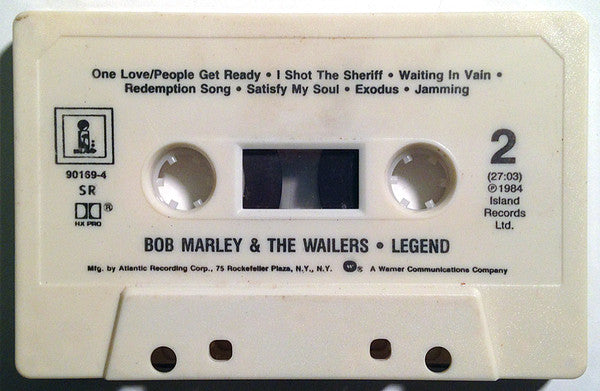 One Love/People Get Ready • I Shot The Sheriff • Waiting In Vain •
Redemption Song • Satisfy My Soul • Exodus • Jamming
90169-4
SR
HX PRO
®
2
(27:03)
℗1984
Island
Records
Ltd.
BOB MARLEY & THE WAILERS • LEGEND
Mfg. by Atlantic Recording Corp., 75 Rockefeller Plaza, N.Y., N.Y. ® A Warner Communications Company